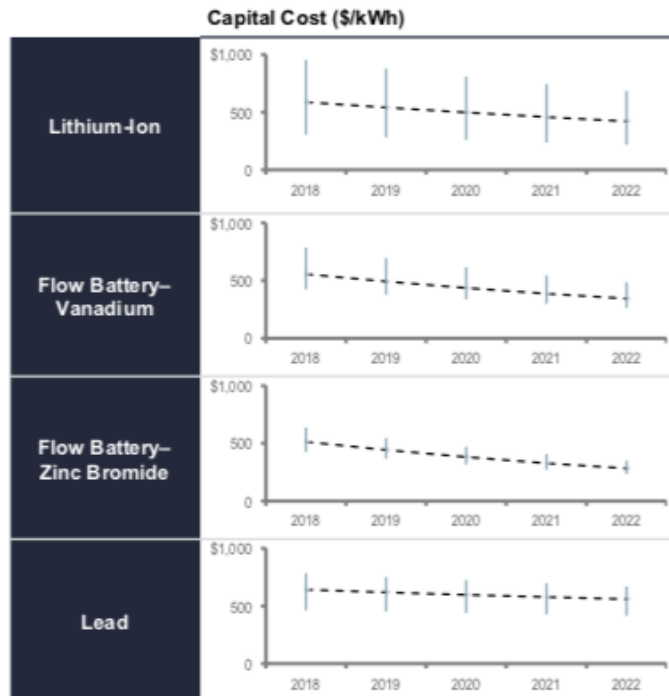 Capital Cost ($/kWh)
Lithium-Ion
$1,000
500
0
2018 2019 2020 2021 2022
Flow Battery–
Vanadium
$1,000
500
0
2018 2019 2020 2021 2022
Flow Battery–
Zinc Bromide
$1,000
500
0
2018 2019 2020 2021 2022
Lead
$1,000
500
0
2018 2019 2020 2021 2022